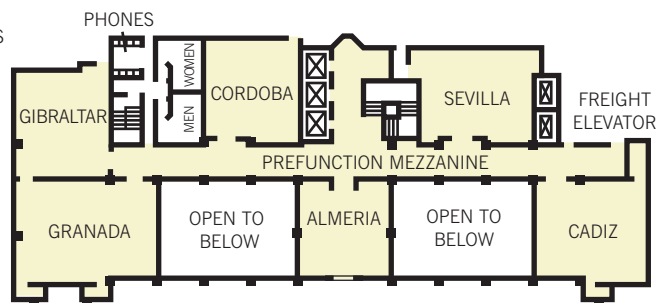 PHONES
S
WOMEN
MEN
GIBRALTAR
CORDOBA
SEVILLA
FREIGHT
ELEVATOR
PREFUNCTION MEZZANINE
GRANADA
OPEN TO
BELOW
ALMERIA
OPEN TO
BELOW
CADIZ